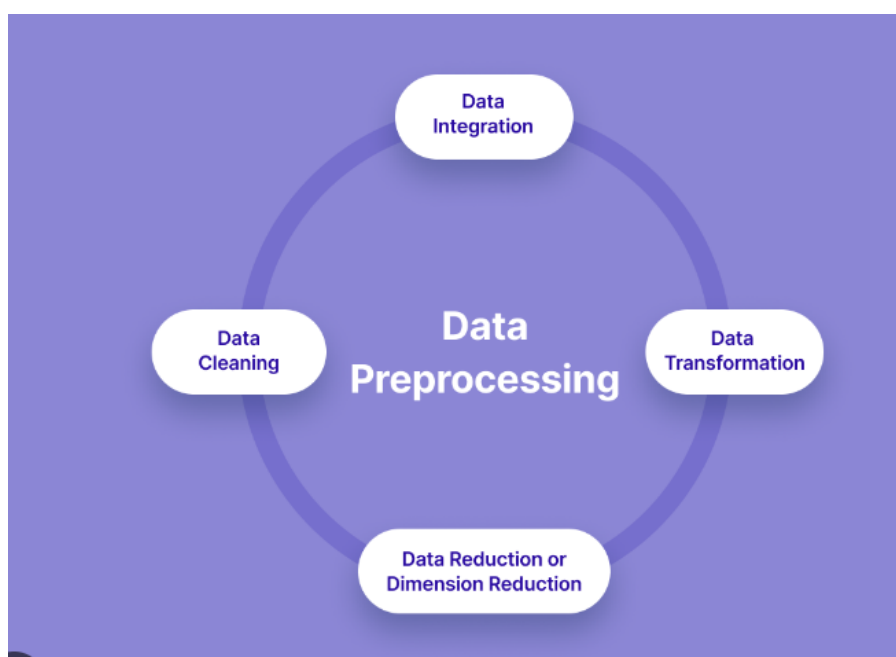 Data
Integration
Data
Cleaning
Data
Preprocessing
Data
Transformation
Data Reduction or
Dimension Reduction